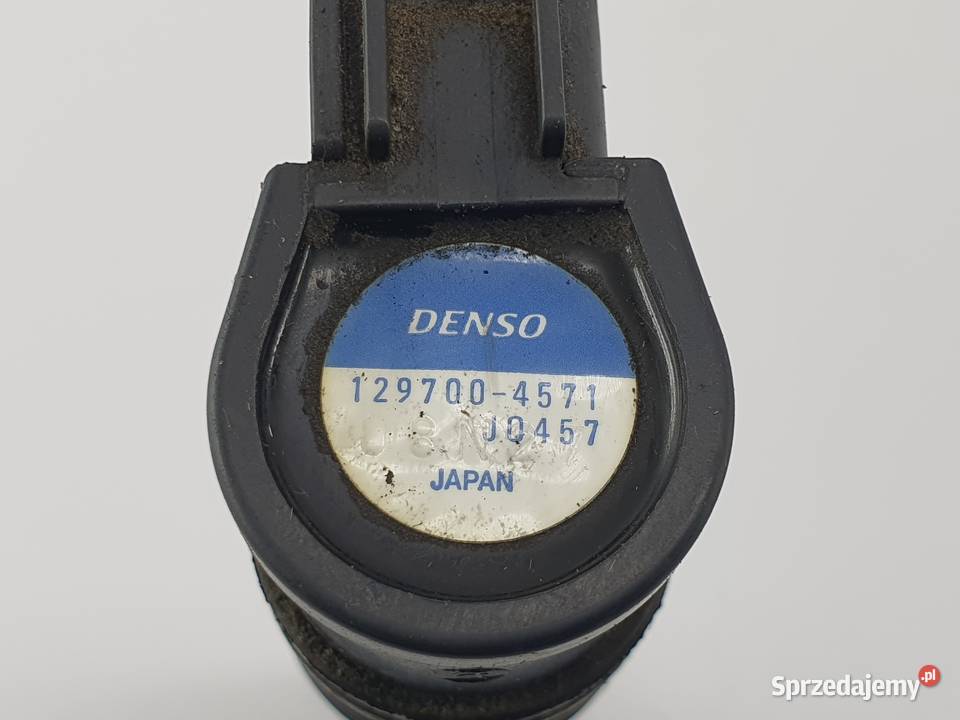 DENSO
129700-4571
J0457
JAPAN
Sprzedajemy.pl